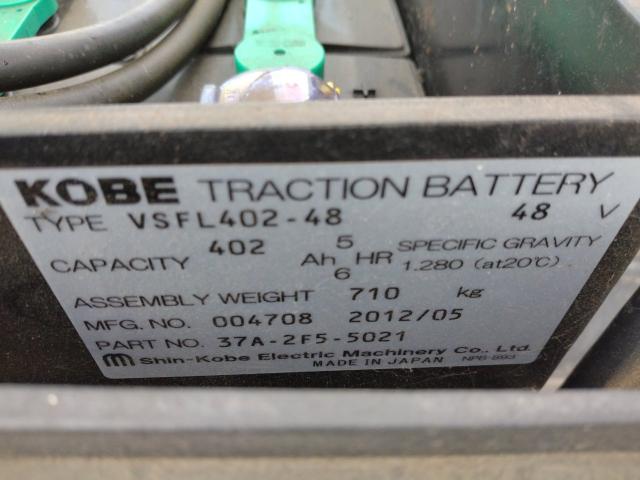 KOBE TRACTION BATTERY
TYPE VSFL402-48 48 V
CAPACITY 402 Ah 5 HR SPECIFIC GRAVITY
6 1.280 (at20℃)
ASSEMBLY WEIGHT 710 kg
MFG. NO. 004708 2012/05
PART NO. 37A-2F5-5021
Shin-Kobe Electric Machinery Co., Ltd.
MADE IN JAPAN